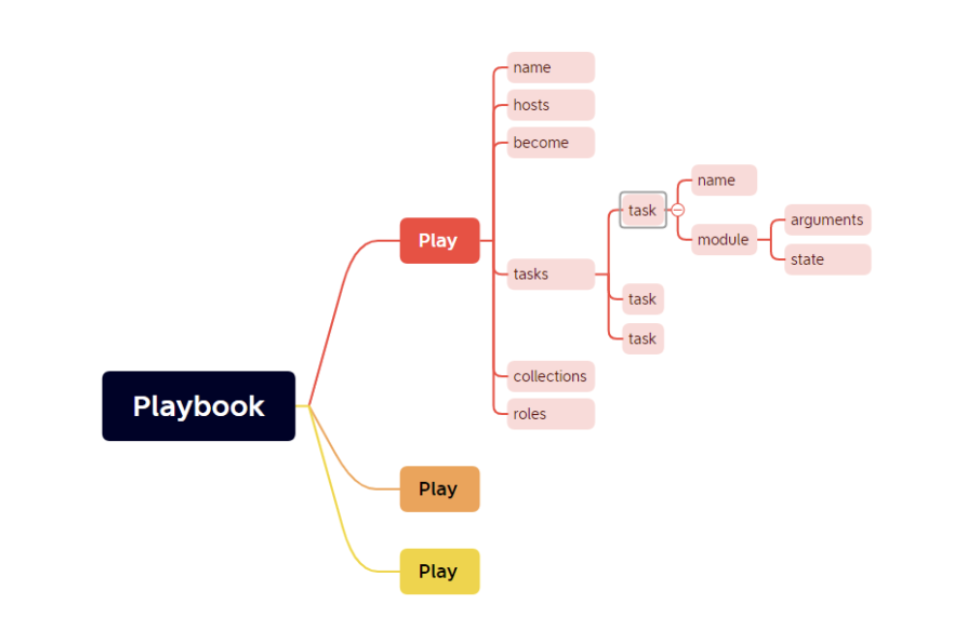 name
hosts
become
name
task
arguments
Play
module
state
tasks
task
task
collections
Playbook
roles
Play
Play